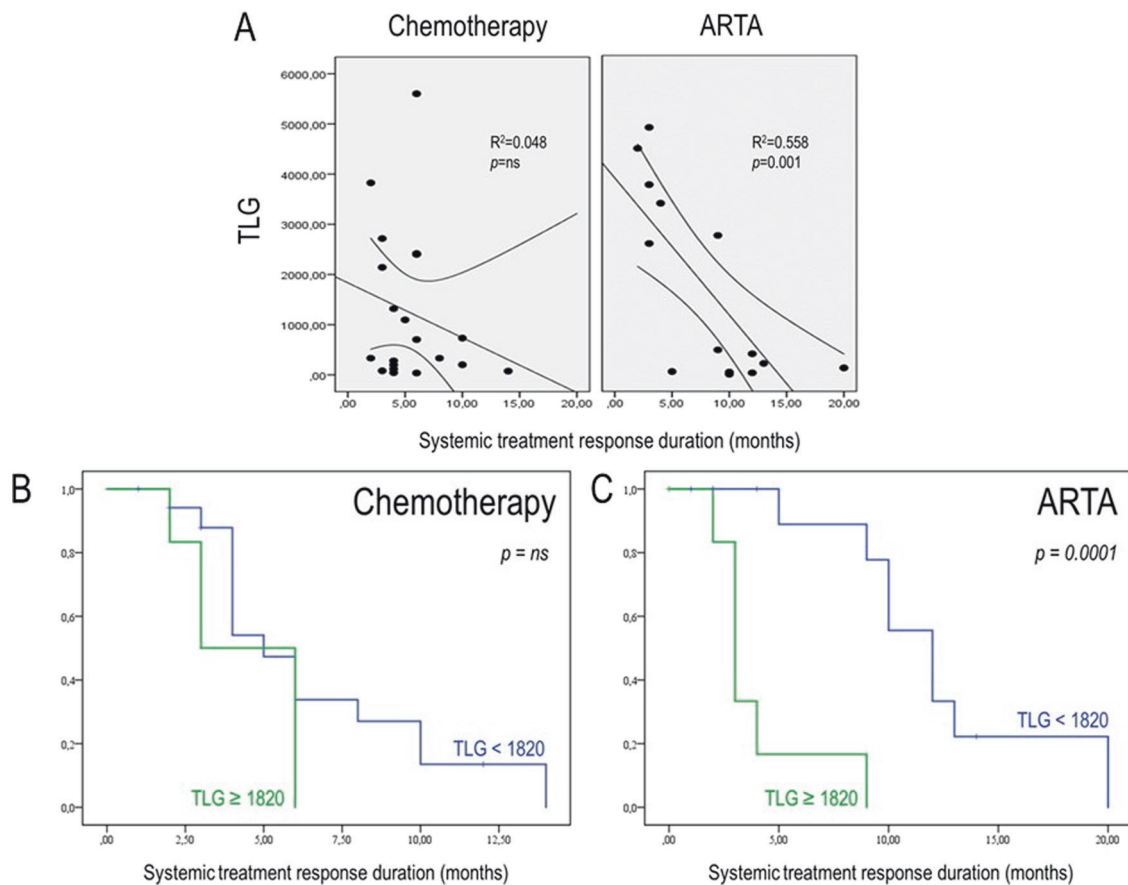 A
Chemotherapy
ARTA
TLG
6000,00
5000,00
4000,00
3000,00
2000,00
1000,00
,00
R²=0.048
p=ns
R²=0.558
p=0.001
,00 5,00 10,00 15,00 20,00
,00 5,00 10,00 15,00 20,00
Systemic treatment response duration (months)
B
Chemotherapy
p = ns
1,0
0,8
0,6
0,4
0,2
0,0
TLG < 1820
TLG ≥ 1820
,00 2,50 5,00 7,50 10,00 12,50
Systemic treatment response duration (months)
C
ARTA
p = 0.0001
1,0
0,8
0,6
0,4
0,2
0,0
TLG < 1820
TLG ≥ 1820
,00 5,00 10,00 15,00 20,00
Systemic treatment response duration (months)